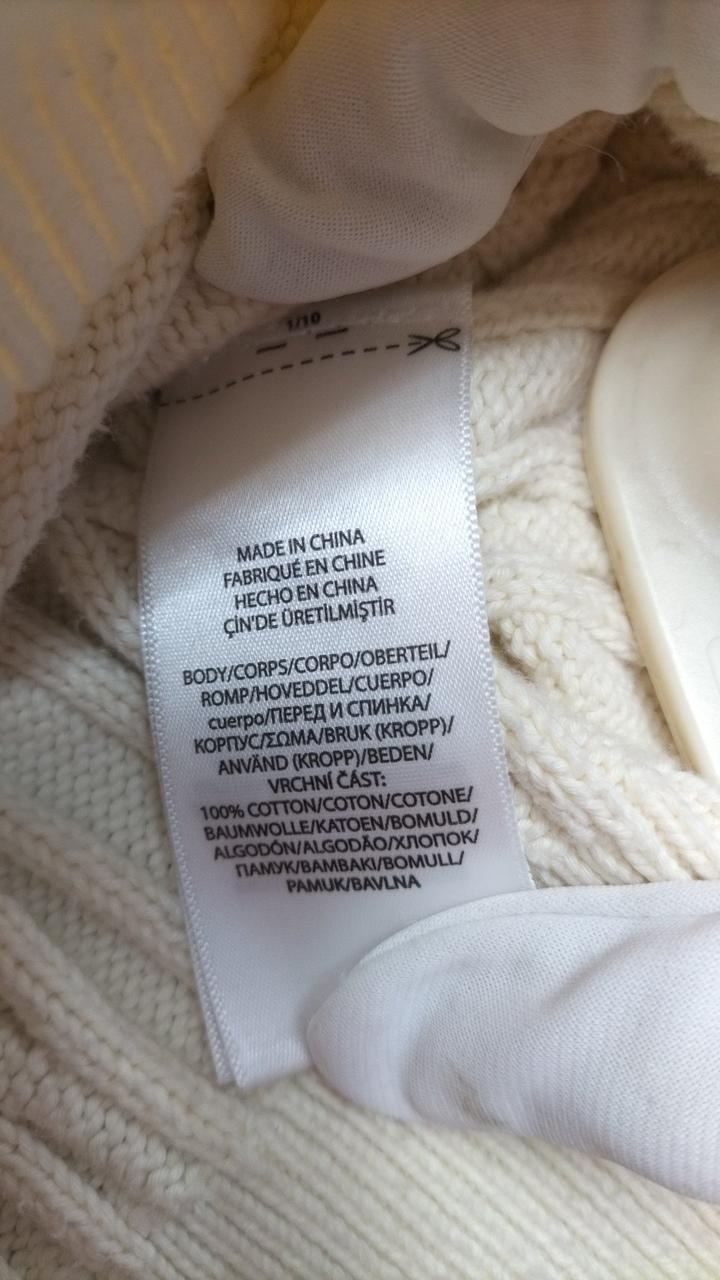 1/10
MADE IN CHINA
FABRIQUÉ EN CHINE
HECHO EN CHINA
ÇİN'DE ÜRETİLMİŞTİR
BODY/CORPS/CORPO/OBERTEIL/
ROMP/HOVEDDEL/CUERPO/
cuerpo/ПЕРЕД И СПИНКА/
КОРПУС/ΣΩΜΑ/BRUK (KROPP)/
ANVÄND (KROPP)/BEDEN/
VRCHNÍ ČÁST:
100% COTTON/COTON/COTONE/
BAUMWOLLE/KATOEN/BOMULD/
ALGODÓN/ALGODÃO/ХЛОПОК/
ПАМУК/ΒΑΜΒΑΚΙ/BOMULL/
PAMUK/BAVLNA